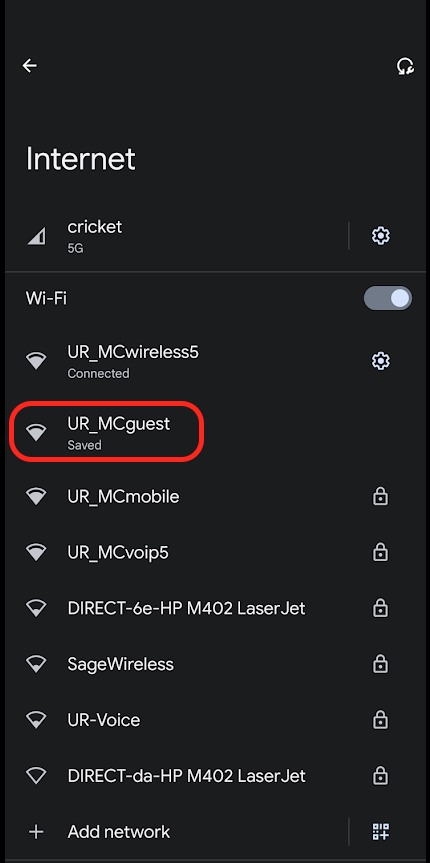 Internet
cricket
5G
Wi-Fi
UR_MCwireless5
Connected
UR_MCguest
Saved
UR_MCmobile
UR_MCvoip5
DIRECT-6e-HP M402 LaserJet
SageWireless
UR-Voice
DIRECT-da-HP M402 LaserJet
Add network